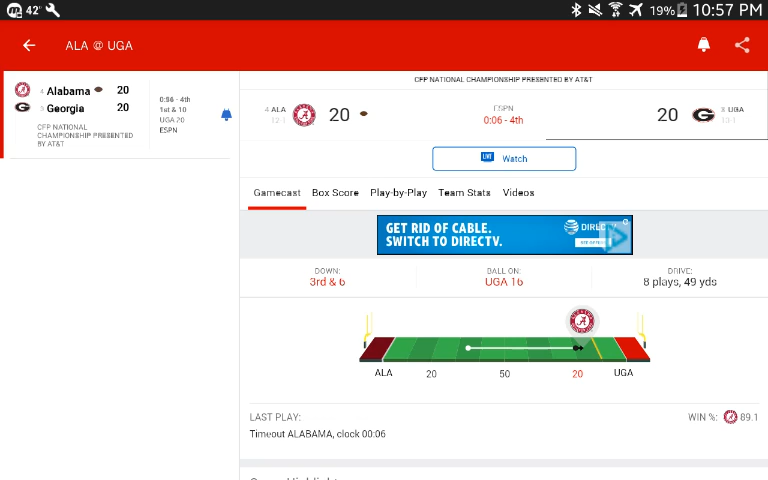 42°
19%
10:57 PM
ALA @ UGA
4 Alabama 20
3 Georgia 20
CFP NATIONAL
CHAMPIONSHIP PRESENTED
BY AT&T
0:06 - 4th
1st & 10
UGA 20
ESPN
CFP NATIONAL CHAMPIONSHIP PRESENTED BY AT&T
4 ALA
12-1
20
ESPN
0:06 - 4th
20
UGA
13-1
LIVE
Watch
Gamecast Box Score Play-by-Play Team Stats Videos
GET RID OF CABLE.
SWITCH TO DIRECTV.
DOWN:
3rd & 6
BALL ON:
UGA 16
DRIVE:
8 plays, 49 yds
ALA 20 50 20 UGA
LAST PLAY:
Timeout ALABAMA, clock 00:06
WIN %: 89.1